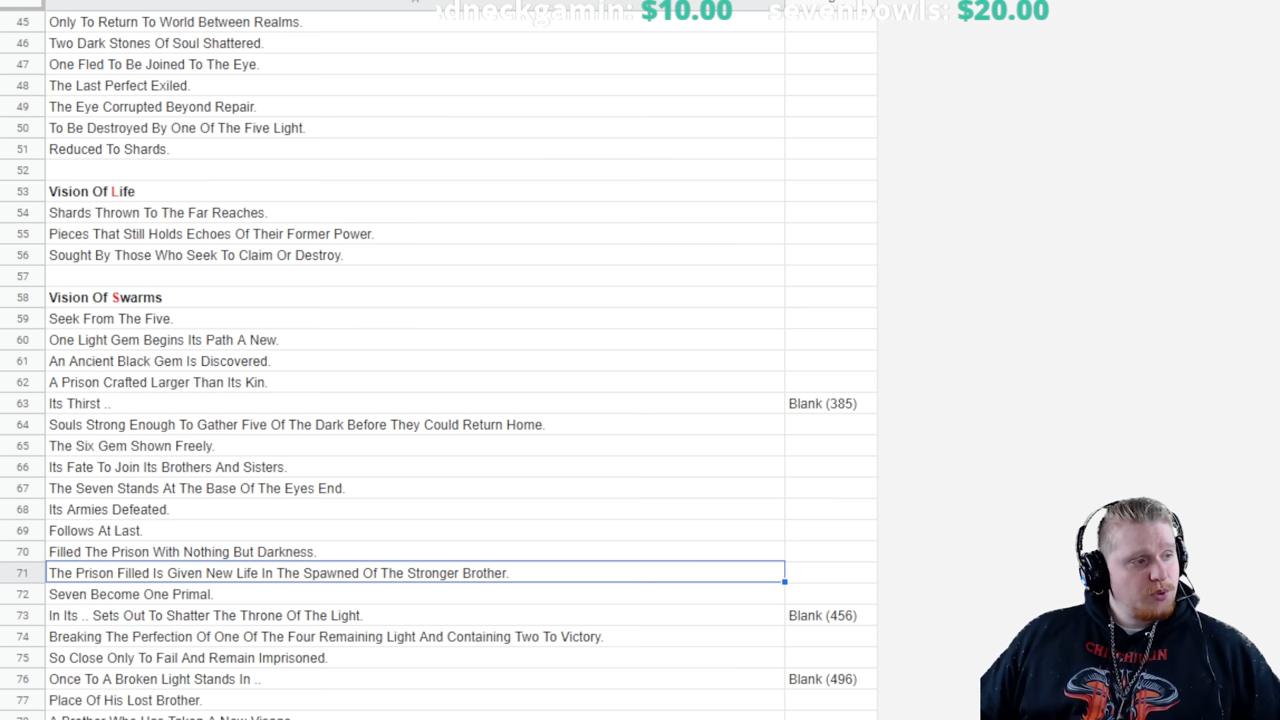 dneckgamin: $10.00 sevenbowls: $20.00
45 Only To Return To World Between Realms.
46 Two Dark Stones Of Soul Shattered.
47 One Fled To Be Joined To The Eye.
48 The Last Perfect Exiled.
49 The Eye Corrupted Beyond Repair.
50 To Be Destroyed By One Of The Five Light.
51 Reduced To Shards.
52
53 Vision Of Life
54 Shards Thrown To The Far Reaches.
55 Pieces That Still Holds Echoes Of Their Former Power.
56 Sought By Those Who Seek To Claim Or Destroy.
57
58 Vision Of Swarms
59 Seek From The Five.
60 One Light Gem Begins Its Path A New.
61 An Ancient Black Gem Is Discovered.
62 A Prison Crafted Larger Than Its Kin.
63 Its Thirst .. Blank (385)
64 Souls Strong Enough To Gather Five Of The Dark Before They Could Return Home.
65 The Six Gem Shown Freely.
66 Its Fate To Join Its Brothers And Sisters.
67 The Seven Stands At The Base Of The Eyes End.
68 Its Armies Defeated.
69 Follows At Last.
70 Filled The Prison With Nothing But Darkness.
71 The Prison Filled Is Given New Life In The Spawned Of The Stronger Brother.
72 Seven Become One Primal.
73 In Its .. Sets Out To Shatter The Throne Of The Light. Blank (456)
74 Breaking The Perfection Of One Of The Four Remaining Light And Containing Two To Victory.
75 So Close Only To Fail And Remain Imprisoned.
76 Once To A Broken Light Stands In .. Blank (496)
77 Place Of His Lost Brother.
A Brother Who Has Taken A New Visage.